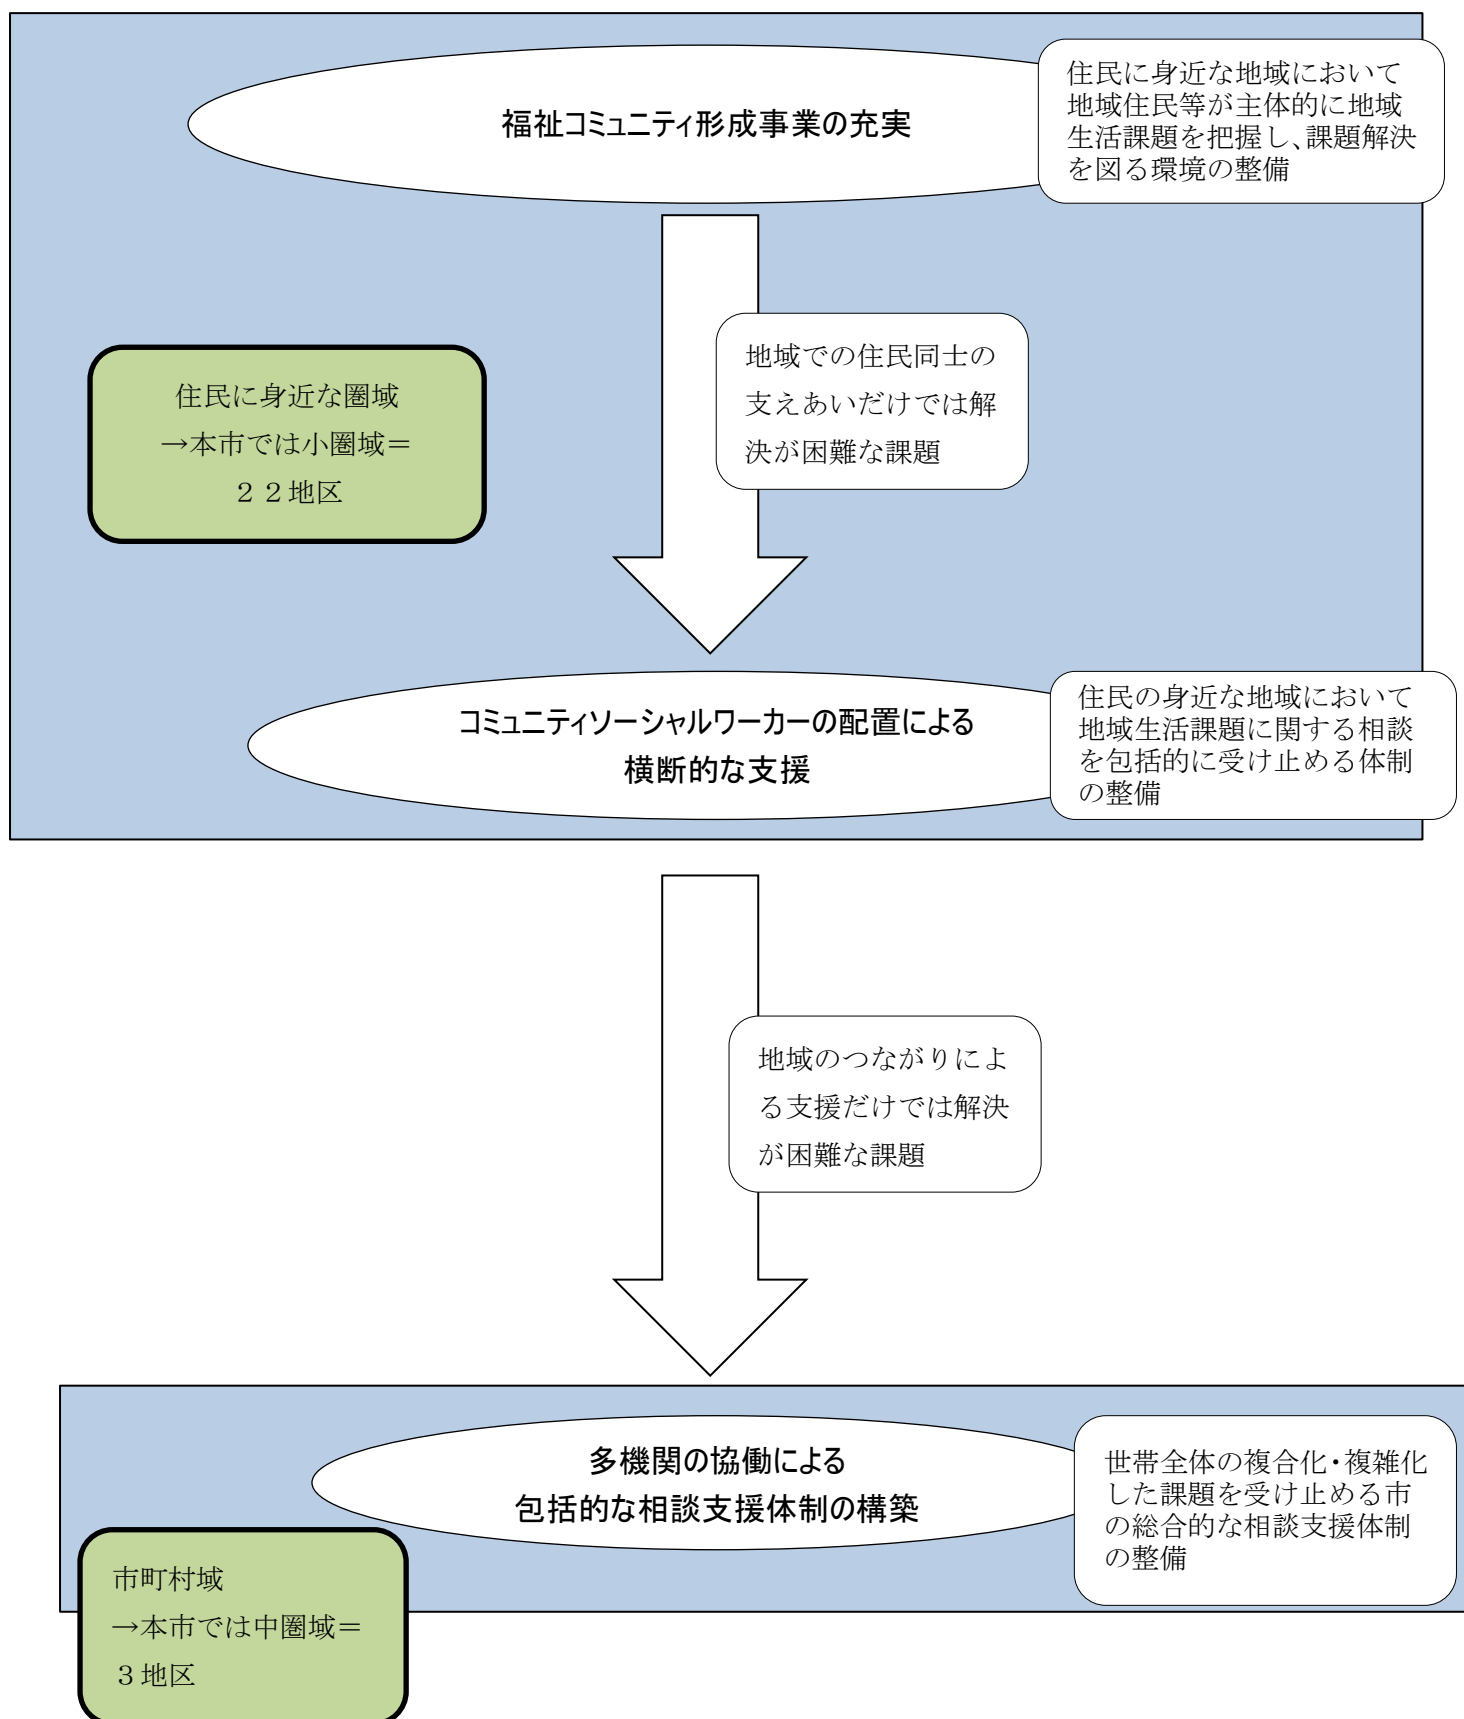 福祉コミュニティ形成事業の充実
住民に身近な地域において
地域住民等が主体的に地域
生活課題を把握し、課題解決
を図る環境の整備
住民に身近な圏域
→本市では小圏域＝
２２地区
地域での住民同士の
支えあいだけでは解
決が困難な課題
コミュニティソーシャルワーカーの配置による
横断的な支援
住民の身近な地域において
地域生活課題に関する相談
を包括的に受け止める体制
の整備
地域のつながりによ
る支援だけでは解決
が困難な課題
多機関の協働による
包括的な相談支援体制の構築
世帯全体の複合化・複雑化
した課題を受け止める市
の総合的な相談支援体制
の整備
市町村域
→本市では中圏域＝
３地区